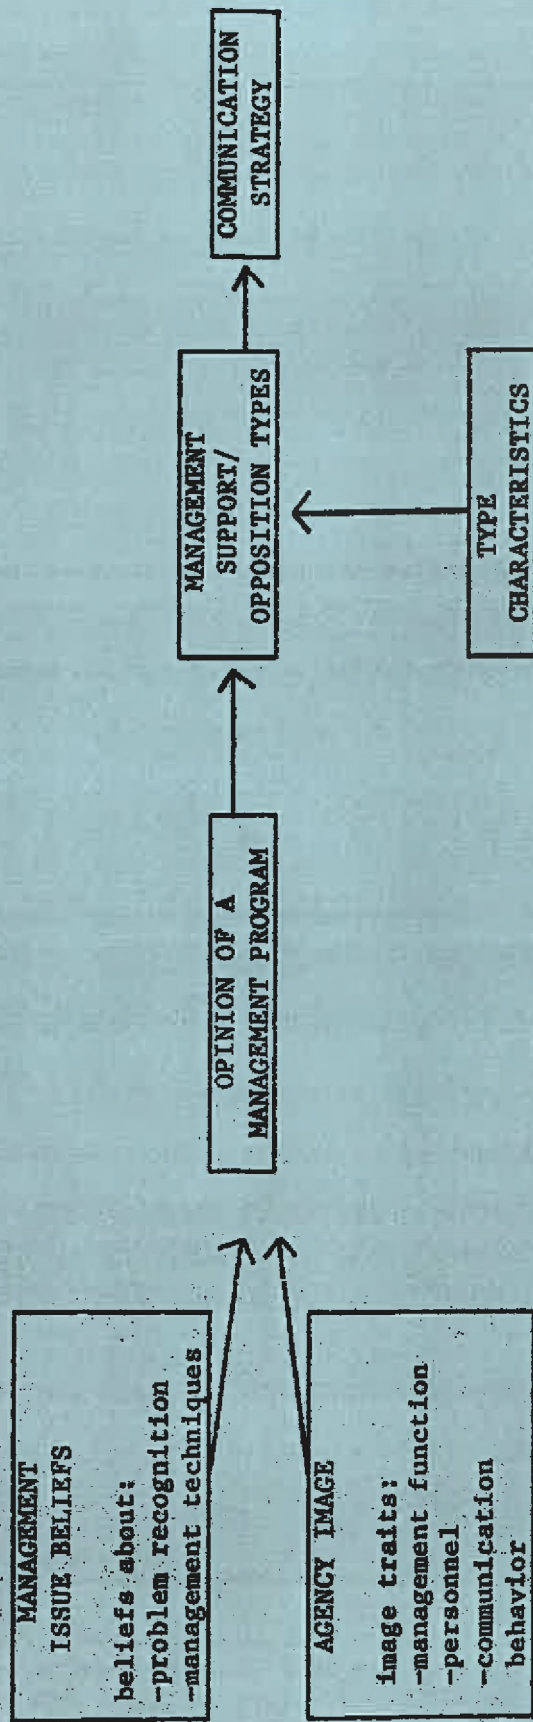 MANAGEMENT
ISSUE BELIEFS
beliefs about:
-problem recognition
-management techniques
AGENCY IMAGE
image traits:
-management function
-personnel
-communication
behavior
OPINION OF A
MANAGEMENT PROGRAM
MANAGEMENT
SUPPORT/
OPPOSITION TYPES
TYPE
CHARACTERISTICS
COMMUNICATION
STRATEGY